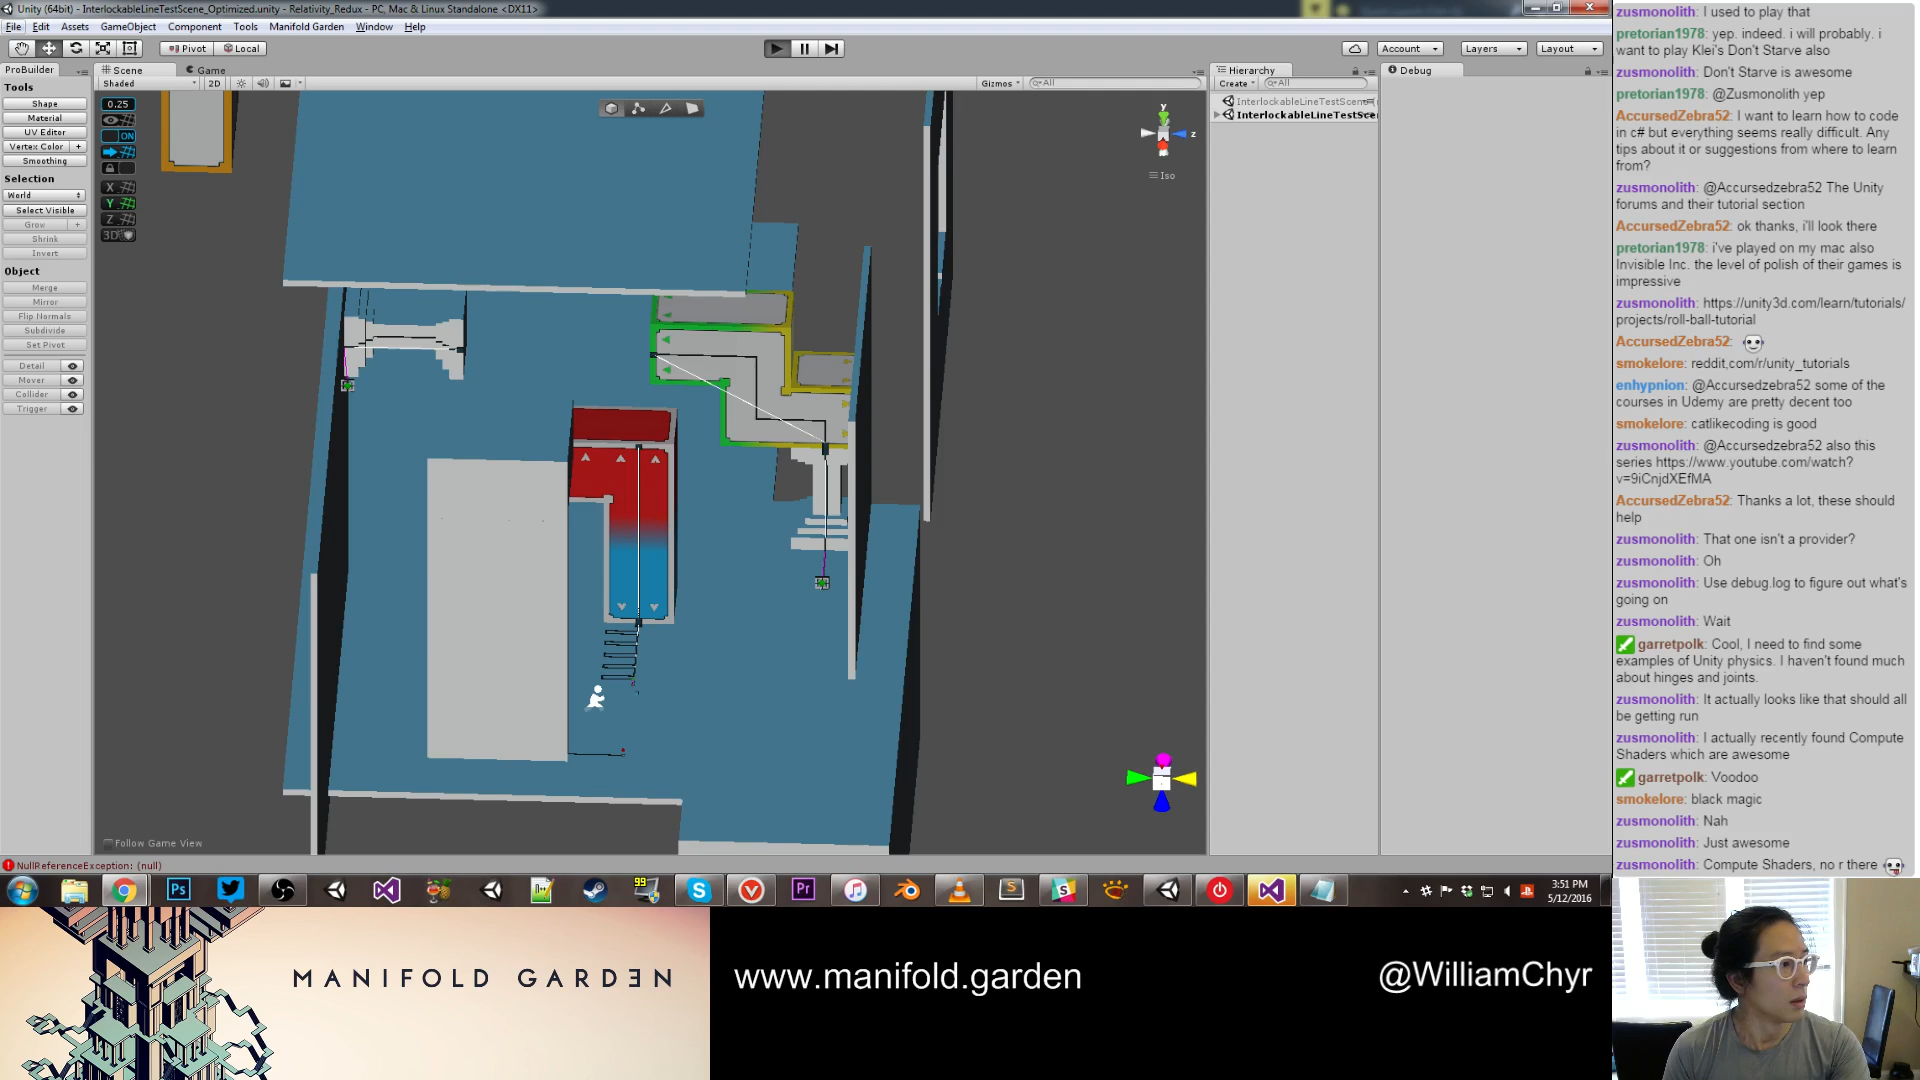 Unity (64bit) - InterlockableLineTestScene_Optimized.unity - Relativity_Redux - PC, Mac & Linux Standalone <DX11>
File Edit Assets GameObject Component Tools Manifold Garden Window Help
Pivot Local
Account Layers Layout
ProBuilder
Scene Game
Shaded 2D Gizmos All
Tools
Shape
Material
UV Editor
Vertex Color +
Smoothing
Selection
World
Select Visible
Grow +
Shrink
Invert
Object
Merge
Mirror
Flip Normals
Subdivide
Set Pivot
Detail
Mover
Collider
Trigger
0.25
ON
X
Y
Z
3D
y
z
Iso
Follow Game View
Hierarchy
Create All
InterlockableLineTestScen
InterlockableLineTestScer
Debug
NullReferenceException: (null)
99
3:51 PM
5/12/2016
zusmonolith: I used to play that
pretorian1978: yep. indeed. i will probably. i
want to play Klei's Don't Starve also
zusmonolith: Don't Starve is awesome
pretorian1978: @Zusmonolith yep
AccursedZebra52: I want to learn how to code
in c# but everything seems really difficult. Any
tips about it or suggestions from where to learn
from?
zusmonolith: @Accursedzebra52 The Unity
forums and their tutorial section
AccursedZebra52: ok thanks, i'll look there
pretorian1978: i've played on my mac also
Invisible Inc. the level of polish of their games is
impressive
zusmonolith: https://unity3d.com/learn/tutorials/
projects/roll-ball-tutorial
AccursedZebra52:
smokelore: reddit,com/r/unity_tutorials
enhypnion: @Accursedzebra52 some of the
courses in Udemy are pretty decent too
smokelore: catlikecoding is good
zusmonolith: @Accursedzebra52 also this
series https://www.youtube.com/watch?
v=9iCnjdXEfMA
AccursedZebra52: Thanks a lot, these should
help
zusmonolith: That one isn't a provider?
zusmonolith: Oh
zusmonolith: Use debug.log to figure out what's
going on
zusmonolith: Wait
garretpolk: Cool, I need to find some
examples of Unity physics. I haven't found much
about hinges and joints.
zusmonolith: It actually looks like that should all
be getting run
zusmonolith: I actually recently found Compute
Shaders which are awesome
garretpolk: Voodoo
smokelore: black magic
zusmonolith: Nah
zusmonolith: Just awesome
zusmonolith: Compute Shaders, no r there
MANIFOLD GARDƎN
www.manifold.garden
@WilliamChyr